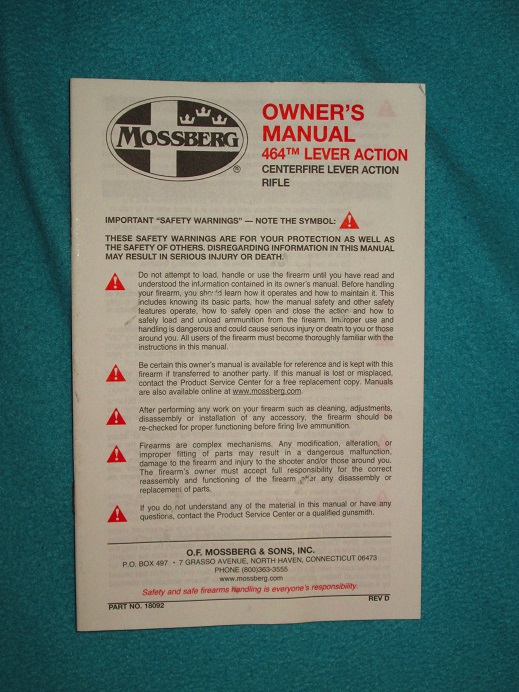 MOSSBERG
®
OWNER'S
MANUAL
464™ LEVER ACTION
CENTERFIRE LEVER ACTION
RIFLE
IMPORTANT “SAFETY WARNINGS” — NOTE THE SYMBOL:
THESE SAFETY WARNINGS ARE FOR YOUR PROTECTION AS WELL AS
THE SAFETY OF OTHERS. DISREGARDING INFORMATION IN THIS MANUAL
MAY RESULT IN SERIOUS INJURY OR DEATH.
Do not attempt to load, handle or use the firearm until you have read and
understood the information contained in its owner's manual. Before handling
your firearm, you should learn how it operates and how to maintain it. This
includes knowing its basic parts, how the manual safety and other safety
features operate, how to safely open and close the action and how to
safely load and unload ammunition from the firearm. Improper use and
handling is dangerous and could cause serious injury or death to you or those
around you. All users of the firearm must become thoroughly familiar with the
instructions in this manual.
Be certain this owner's manual is available for reference and is kept with this
firearm if transferred to another party. If this manual is lost or misplaced,
contact the Product Service Center for a free replacement copy. Manuals
are also available online at www.mossberg.com.
After performing any work on your firearm such as cleaning, adjustments,
disassembly or installation of any accessory, the firearm should be
re-checked for proper functioning before firing live ammunition.
Firearms are complex mechanisms. Any modification, alteration, or
improper fitting of parts may result in a dangerous malfunction,
damage to the firearm and injury to the shooter and/or those around you.
The firearm's owner must accept full responsibility for the correct
reassembly and functioning of the firearm after any disassembly or
replacement of parts.
If you do not understand any of the material in this manual or have any
questions, contact the Product Service Center or a qualified gunsmith.
O.F. MOSSBERG & SONS, INC.
P.O. BOX 497 • 7 GRASSO AVENUE, NORTH HAVEN, CONNECTICUT 06473
PHONE (800)363-3555
www.mossberg.com
Safety and safe firearms handling is everyone's responsibility.
PART NO. 18092
REV D